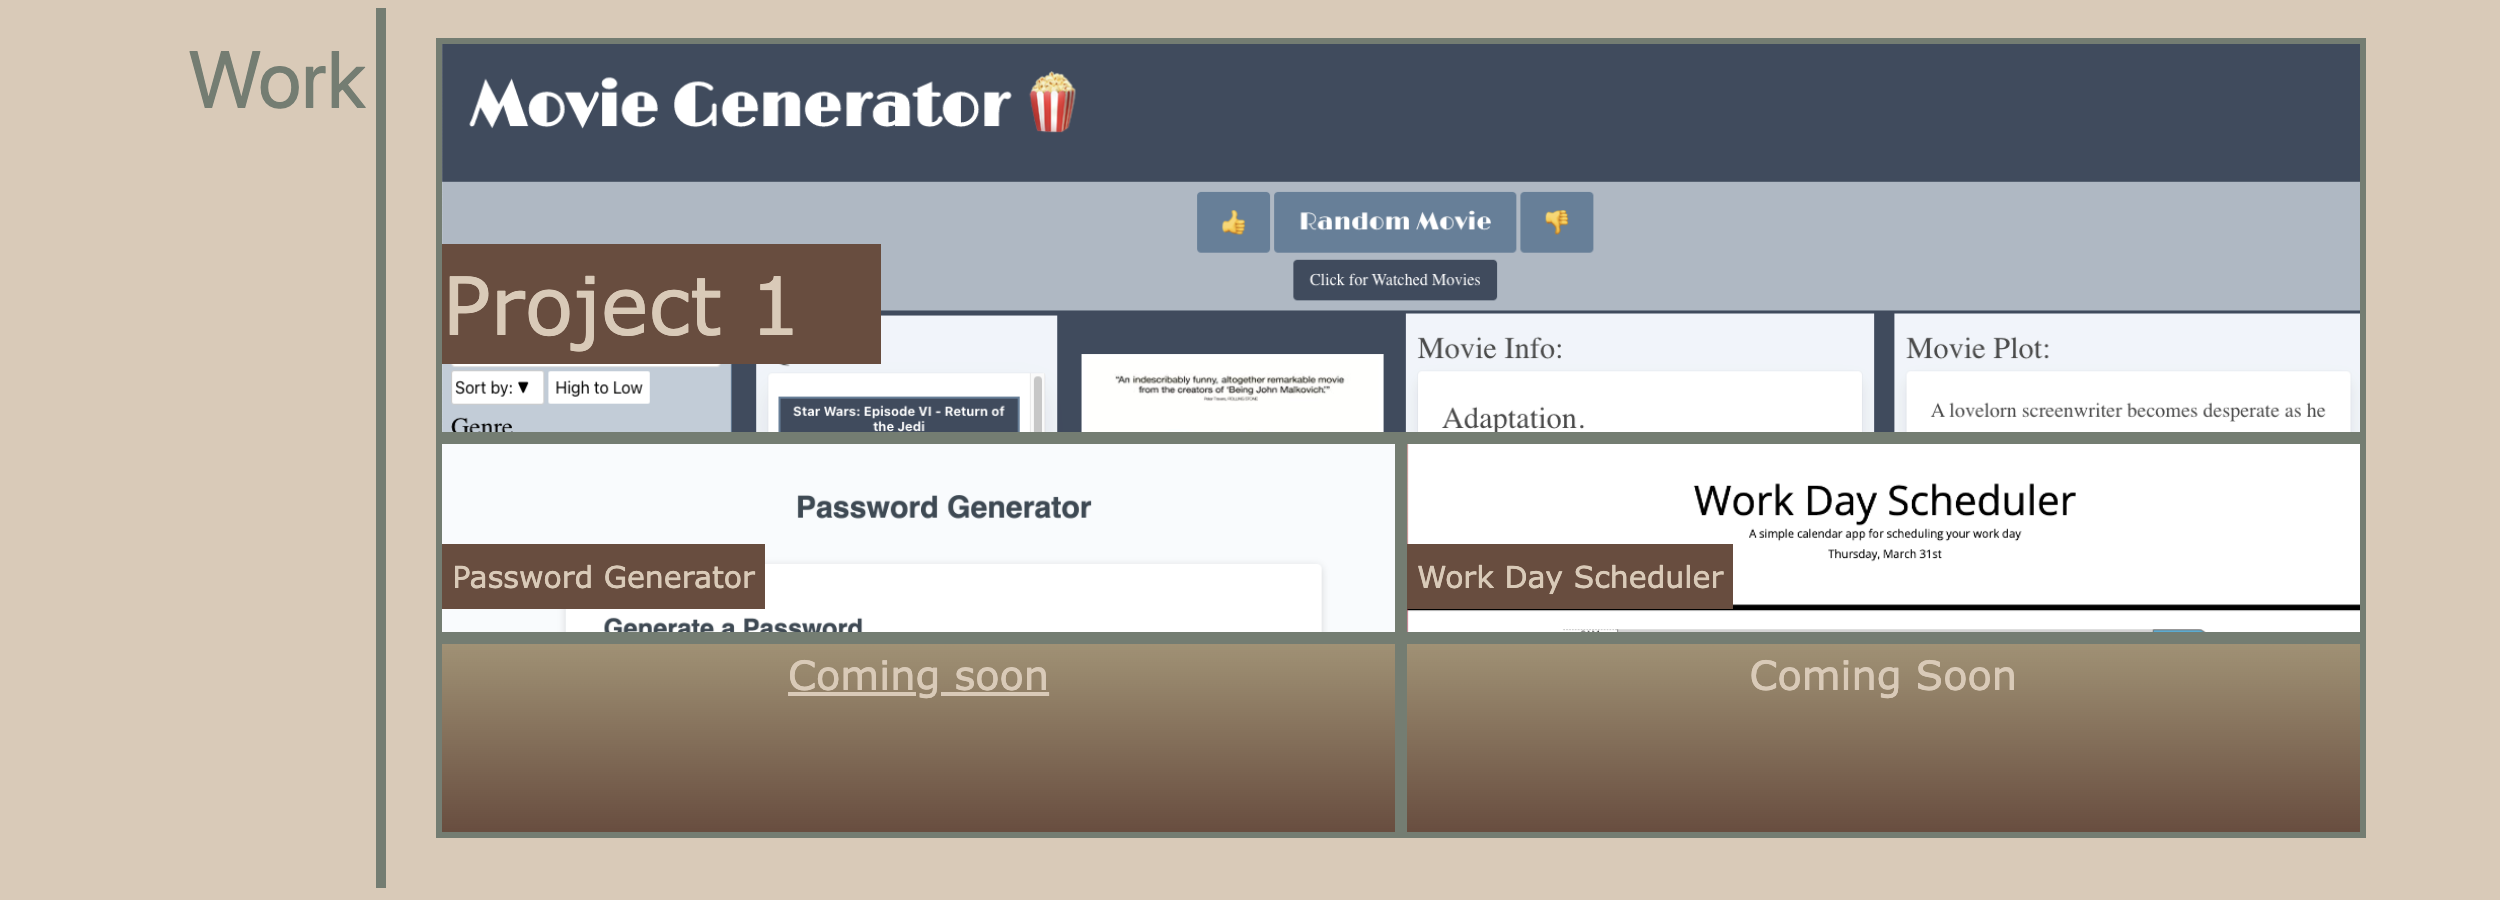 Work
Movie Generator
Random Movie
Click for Watched Movies
Project 1
Sort by: ▼
High to Low
Genre
Star Wars: Episode VI - Return of
the Jedi
"An indescribably funny, altogether remarkable movie
from the creators of 'Being John Malkovich'"
Movie Info:
Adaptation.
Movie Plot:
A lovelorn screenwriter becomes desperate as he
Password Generator
Password Generator
Generate a Password
Work Day Scheduler
A simple calendar app for scheduling your work day
Thursday, March 31st
Work Day Scheduler
Coming soon
Coming Soon